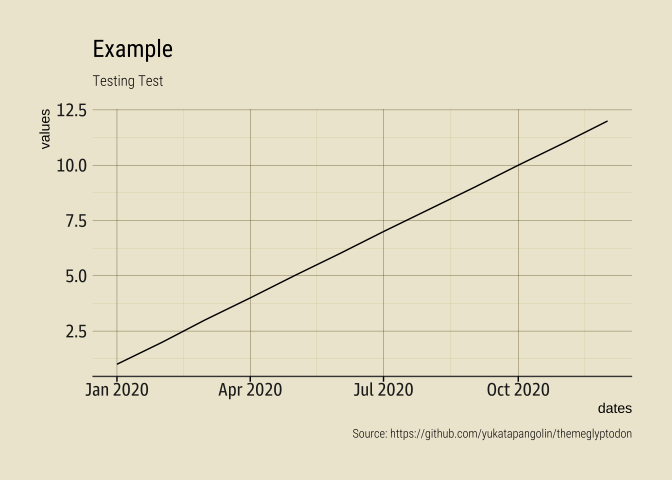 Example
Testing Test
values
12.5
10.0
7.5
5.0
2.5
Jan 2020 Apr 2020 Jul 2020 Oct 2020
dates
Source: https://github.com/yukatapangolin/themeglyptodon